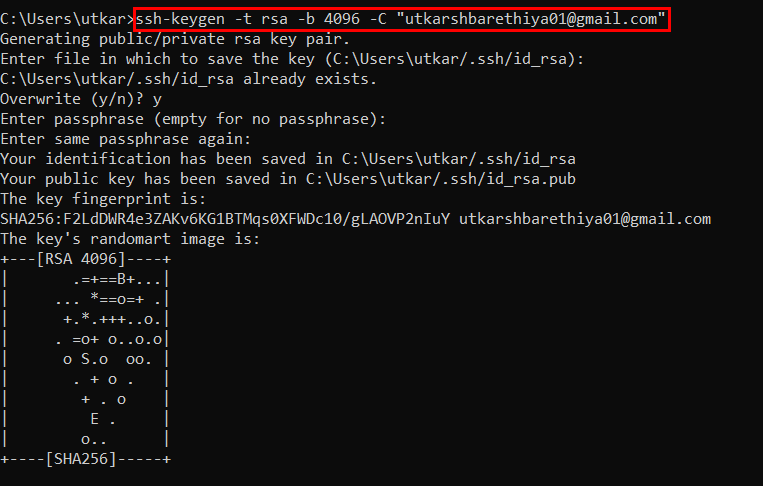 C:\Users\utkar>ssh-keygen -t rsa -b 4096 -C "utkarshbarethiya01@gmail.com"
Generating public/private rsa key pair.
Enter file in which to save the key (C:\Users\utkar/.ssh/id_rsa):
C:\Users\utkar/.ssh/id_rsa already exists.
Overwrite (y/n)? y
Enter passphrase (empty for no passphrase):
Enter same passphrase again:
Your identification has been saved in C:\Users\utkar/.ssh/id_rsa
Your public key has been saved in C:\Users\utkar/.ssh/id_rsa.pub
The key fingerprint is:
SHA256:F2LdDWR4e3ZAKv6KG1BTMqs0XFWDc10/gLAOVP2nIuY utkarshbarethiya01@gmail.com
The key's randomart image is:
+---[RSA 4096]----+
|       .=+==B+...|
|     ... *==o=+ .|
|      +.*.+++..o.|
|     . =o+ o..o.o|
|      o S.o  oo. |
|       . + o .   |
|        + . o    |
|         E .     |
|        o..      |
+----[SHA256]-----+